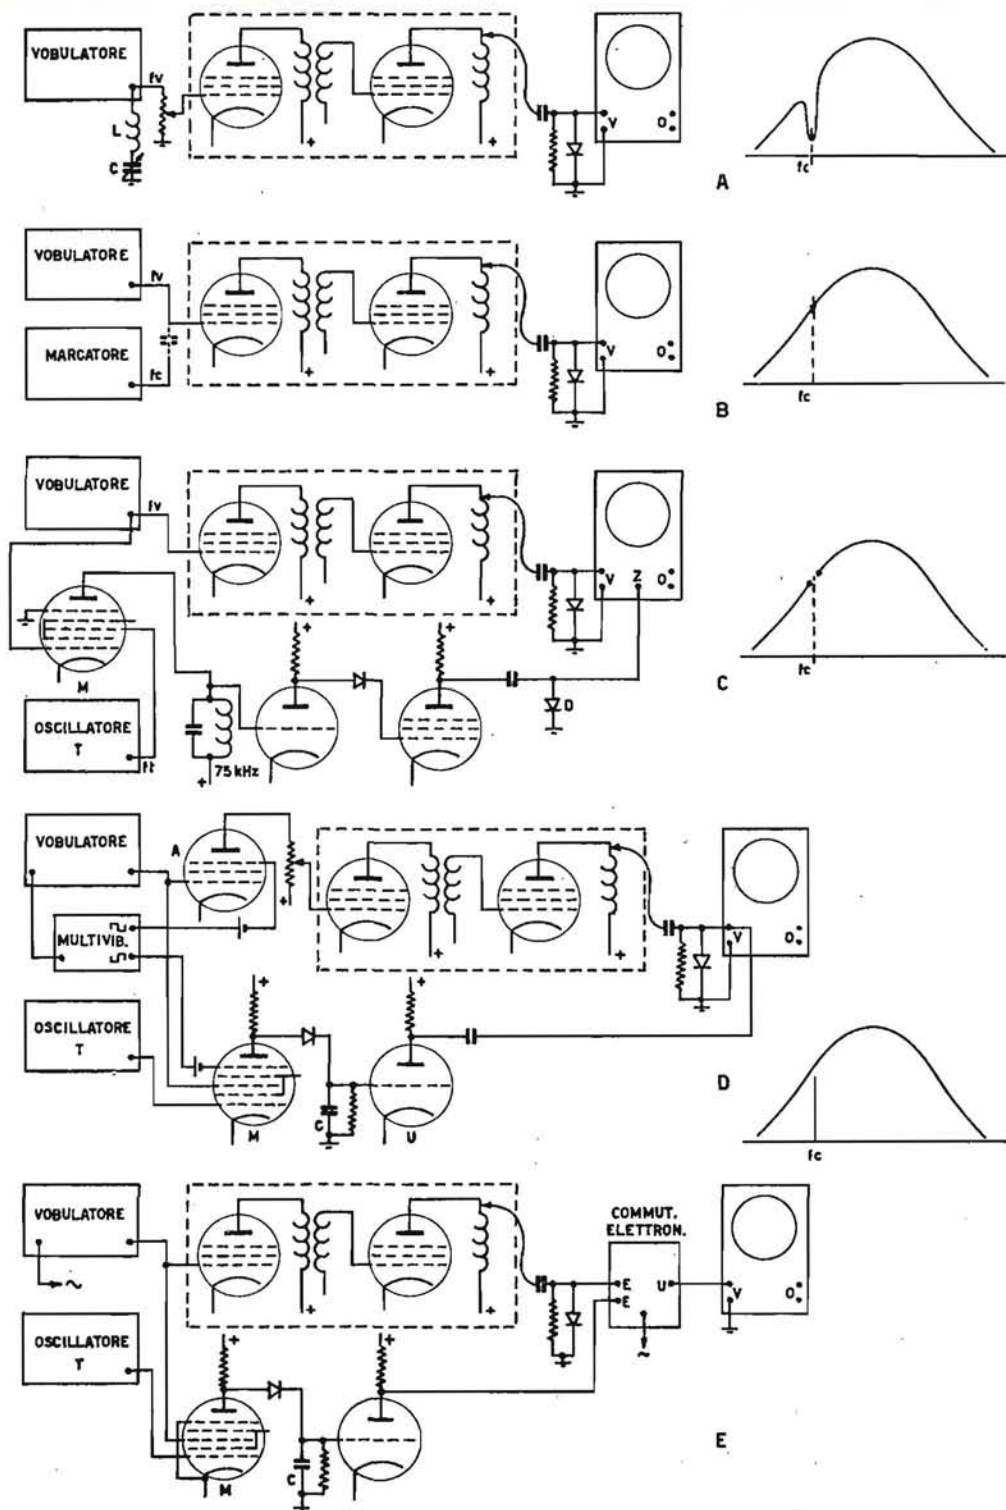 VOBULATORE
fv
L
C
+
+
V
O
A
fc
VOBULATORE
fv
MARCATORE
fc
+
+
V
O
B
fc
VOBULATORE
fv
+
+
V
Z
O
M
+
+
C
fc
OSCILLATORE
T
ft
+
75 kHz
D
VOBULATORE
A
+
MULTIVIB.
+
+
V
O
OSCILLATORE
T
+
+
C
M
U
D
fc
VOBULATORE
~
+
+
COMMUT.
ELETTRON.
E
U
E
~
V
O
OSCILLATORE
T
+
+
C
M
E